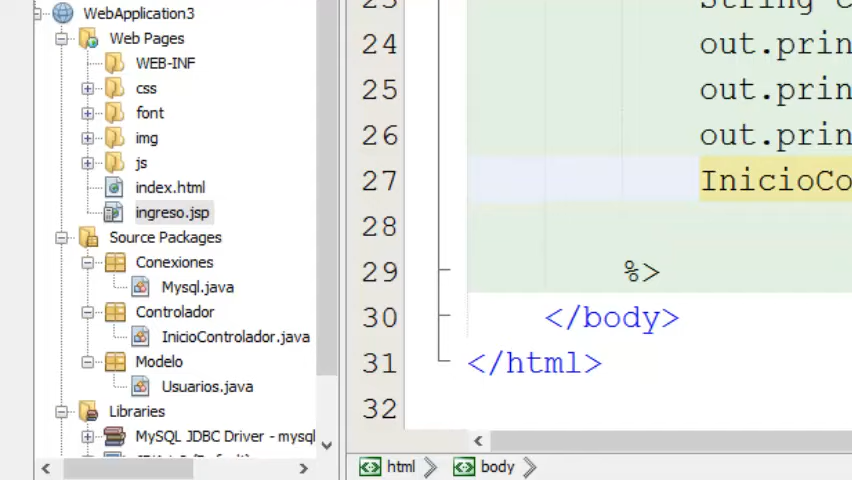 WebApplication3
Web Pages
WEB-INF
css
font
img
js
index.html
ingreso.jsp
Source Packages
Conexiones
Mysql.java
Controlador
InicioControlador.java
Modelo
Usuarios.java
Libraries
MySQL JDBC Driver - mysql
24 out.prin
25 out.prin
26 out.prin
27 InicioCo
28
29 %>
30 </body>
31 </html>
32
html body